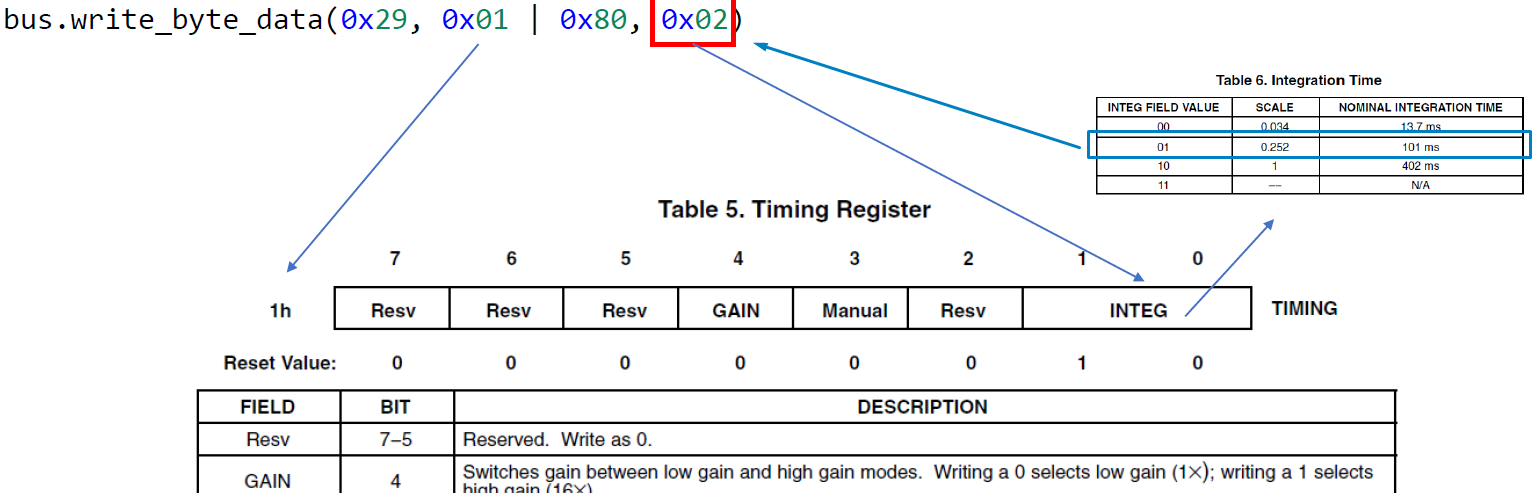 bus.write_byte_data(0x29, 0x01 | 0x80, 0x02)
Table 6. Integration Time
INTEG FIELD VALUE SCALE NOMINAL INTEGRATION TIME
00 0.034 13.7 ms
01 0.252 101 ms
10 1 402 ms
11 –– N/A
Table 5. Timing Register
7 6 5 4 3 2 1 0
1h Resv Resv Resv GAIN Manual Resv INTEG TIMING
Reset Value: 0 0 0 0 0 0 1 0
FIELD BIT DESCRIPTION
Resv 7–5 Reserved. Write as 0.
GAIN 4 Switches gain between low gain and high gain modes. Writing a 0 selects low gain (1×); writing a 1 selects
high gain (16×)